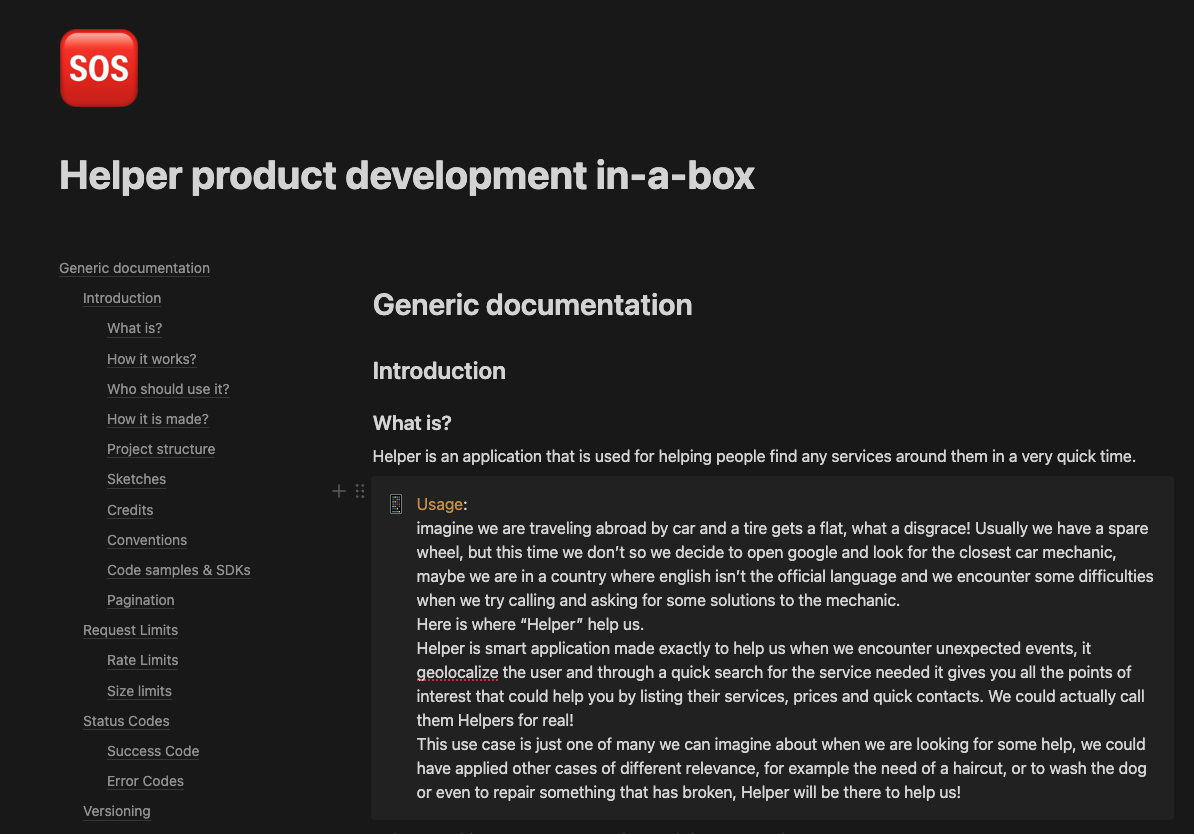 SOS
Helper product development in-a-box
Generic documentation
Introduction
What is?
How it works?
Who should use it?
How it is made?
Project structure
Sketches
Credits
Conventions
Code samples & SDKs
Pagination
Request Limits
Rate Limits
Size limits
Status Codes
Success Code
Error Codes
Versioning
Generic documentation
Introduction
What is?
Helper is an application that is used for helping people find any services around them in a very quick time.
Usage:
imagine we are traveling abroad by car and a tire gets a flat, what a disgrace! Usually we have a spare
wheel, but this time we don’t so we decide to open google and look for the closest car mechanic,
maybe we are in a country where english isn’t the official language and we encounter some difficulties
when we try calling and asking for some solutions to the mechanic.
Here is where “Helper” help us.
Helper is smart application made exactly to help us when we encounter unexpected events, it
geolocalize the user and through a quick search for the service needed it gives you all the points of
interest that could help you by listing their services, prices and quick contacts. We could actually call
them Helpers for real!
This use case is just one of many we can imagine about when we are looking for some help, we could
have applied other cases of different relevance, for example the need of a haircut, or to wash the dog
or even to repair something that has broken, Helper will be there to help us!